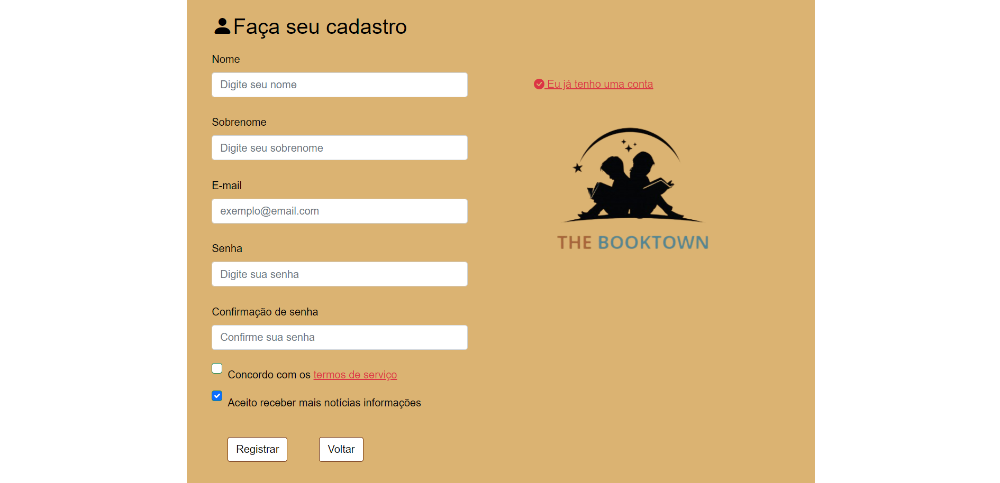 Faça seu cadastro
Nome
Digite seu nome
Eu já tenho uma conta
Sobrenome
Digite seu sobrenome
E-mail
exemplo@email.com
THE BOOKTOWN
Senha
Digite sua senha
Confirmação de senha
Confirme sua senha
Concordo com os termos de serviço
Aceito receber mais notícias informações
Registrar
Voltar